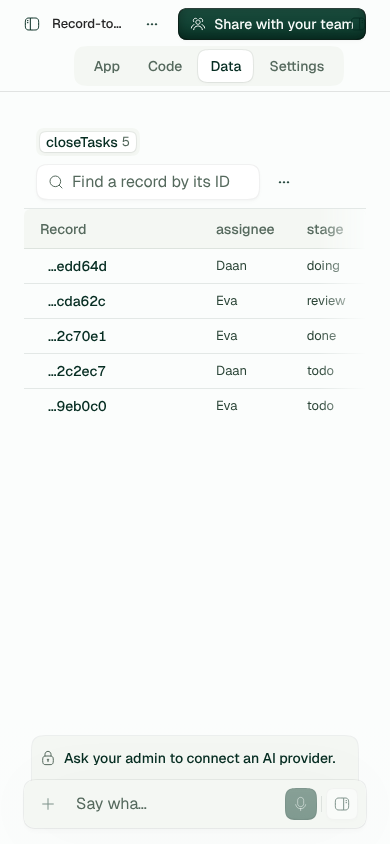 Record-to…
Share with your team
App Code Data Settings
closeTasks 5
Find a record by its ID
Record assignee stage
…edd64d Daan doing
…cda62c Eva review
…2c70e1 Eva done
…2c2ec7 Daan todo
…9eb0c0 Eva todo
Ask your admin to connect an AI provider.
Say wha…